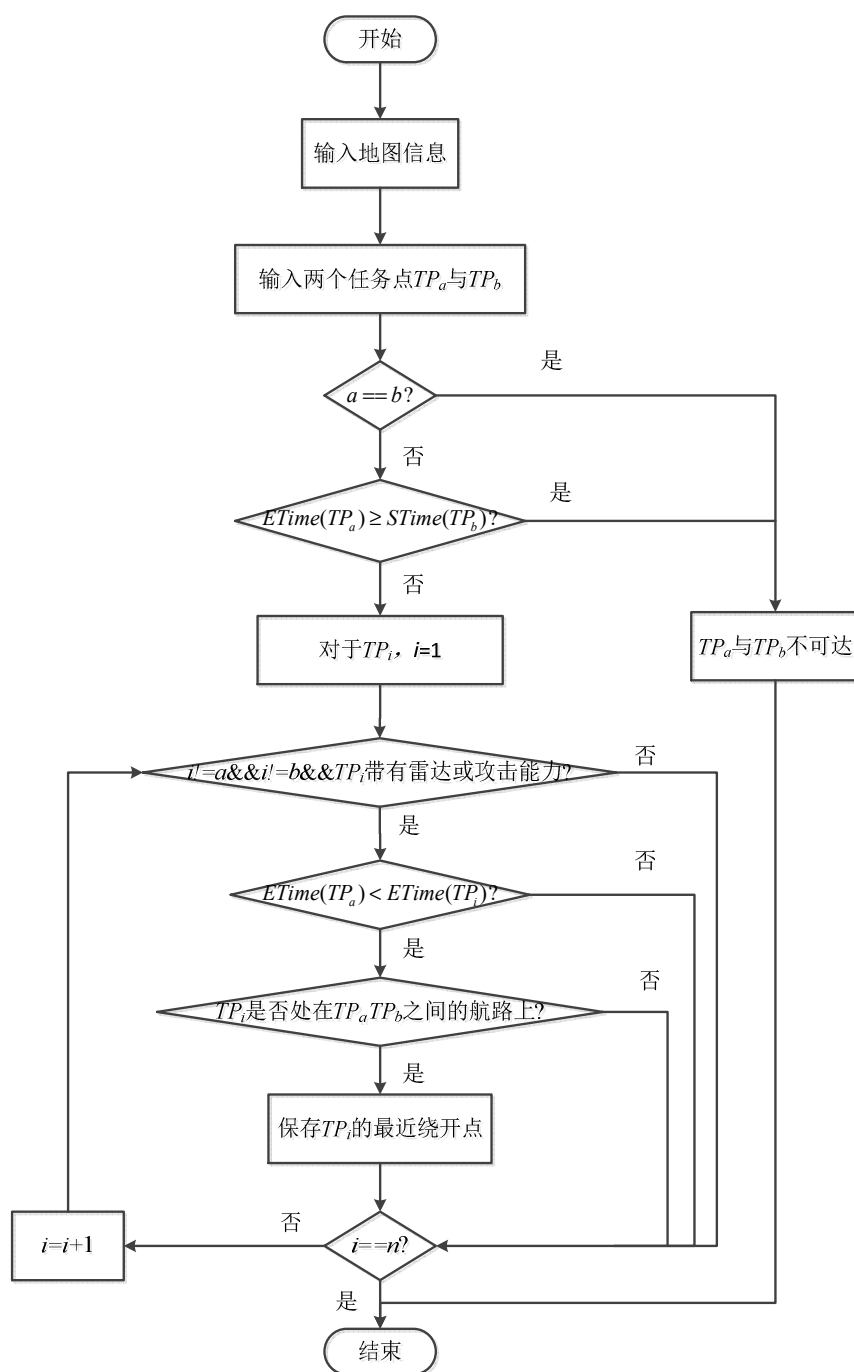 开始
输入地图信息
输入两个任务点TPₐ与TP_b
是
a==b?
否
是
ETime(TPₐ)≥STime(TP_b)?
否
对于TPᵢ，i=1
TPₐ与TP_b不可达
否
i!=a&&i!=b&&TPᵢ带有雷达或攻击能力?
是
否
ETime(TPₐ)<ETime(TPᵢ)?
是
否
TPᵢ是否处在TPₐTP_b之间的航路上?
是
保存TPᵢ的最近绕开点
否
i=i+1
i==n?
是
结束